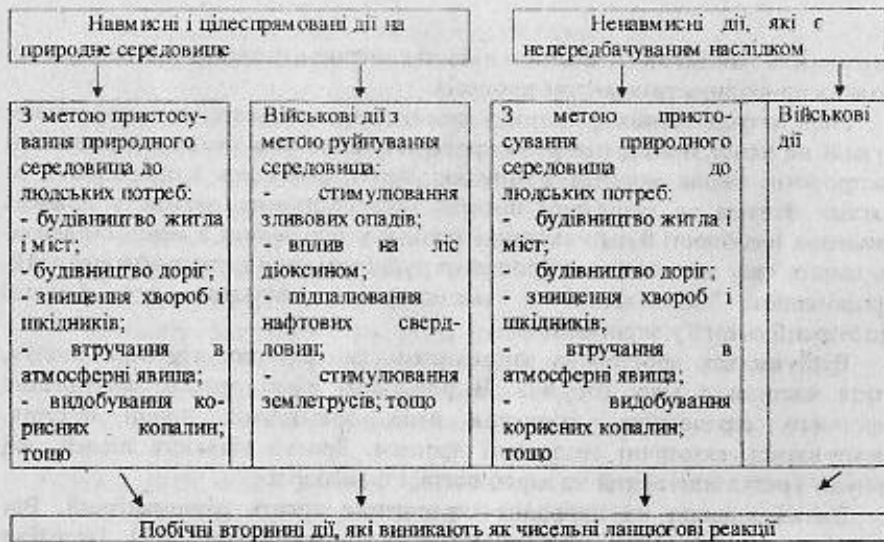 Навмисні і цілеспрямовані дії на
природне середовище
Ненавмисні дії, які є
непередбачуваним наслідком
З метою пристосу-
вання природного
середовища до
людських потреб:
- будівництво житла
і міст;
- будівництво доріг;
- знищення хвороб і
шкідників;
- втручання в
атмосферні явища;
- видобування ко-
рисних копалин;
тощо
Військові дії з
метою руйнування
середовища:
- стимулювання
зливових опадів;
- вплив на ліс
діоксином;
- підпалювання
нафтових сверд-
ловин;
- стимулювання
землетрусів; тощо
З метою присто-
сування природного
середовища до
людських потреб:
- будівництво житла і
міст;
- будівництво доріг;
- знищення хвороб і
шкідників;
- втручання в
атмосферні явища;
- видобування
корисних копалин;
тощо
Військові
дії
Побічні вторинні дії, які виникають як чисельні ланцюгові реакції